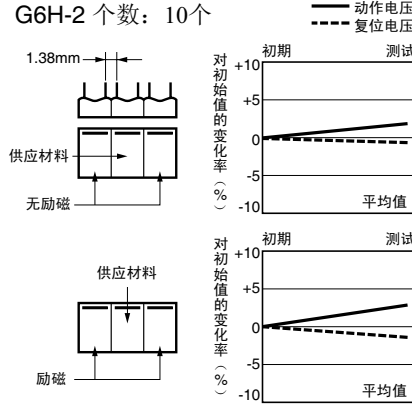 G6H-2 个数：10个
动作电压
复位电压
1.38mm
供应材料
无励磁
对初始值的变化率（%）
初期
测试
+10
+5
0
-5
-10
平均值
供应材料
励磁
对初始值的变化率（%）
初期
测试
+10
+5
0
-5
-10
平均值